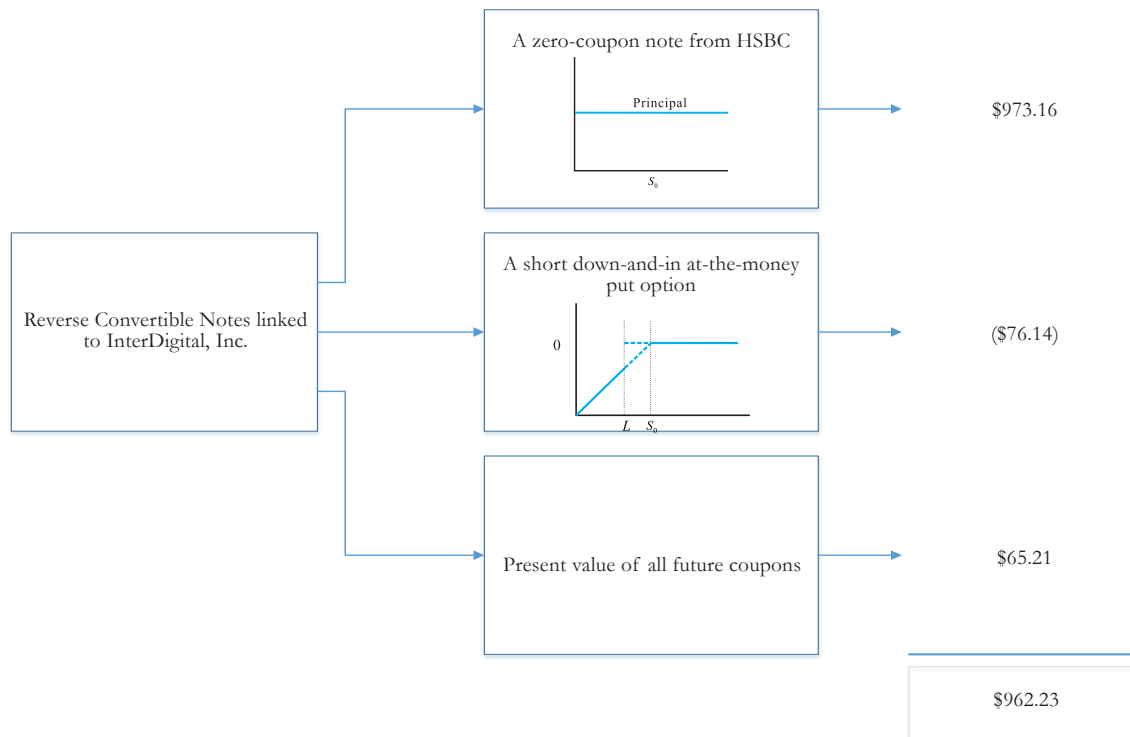 A zero-coupon note from HSBC
Principal
S₀
$973.16
Reverse Convertible Notes linked
to InterDigital, Inc.
A short down-and-in at-the-money
put option
0
L S₀
($76.14)
Present value of all future coupons
$65.21
$962.23